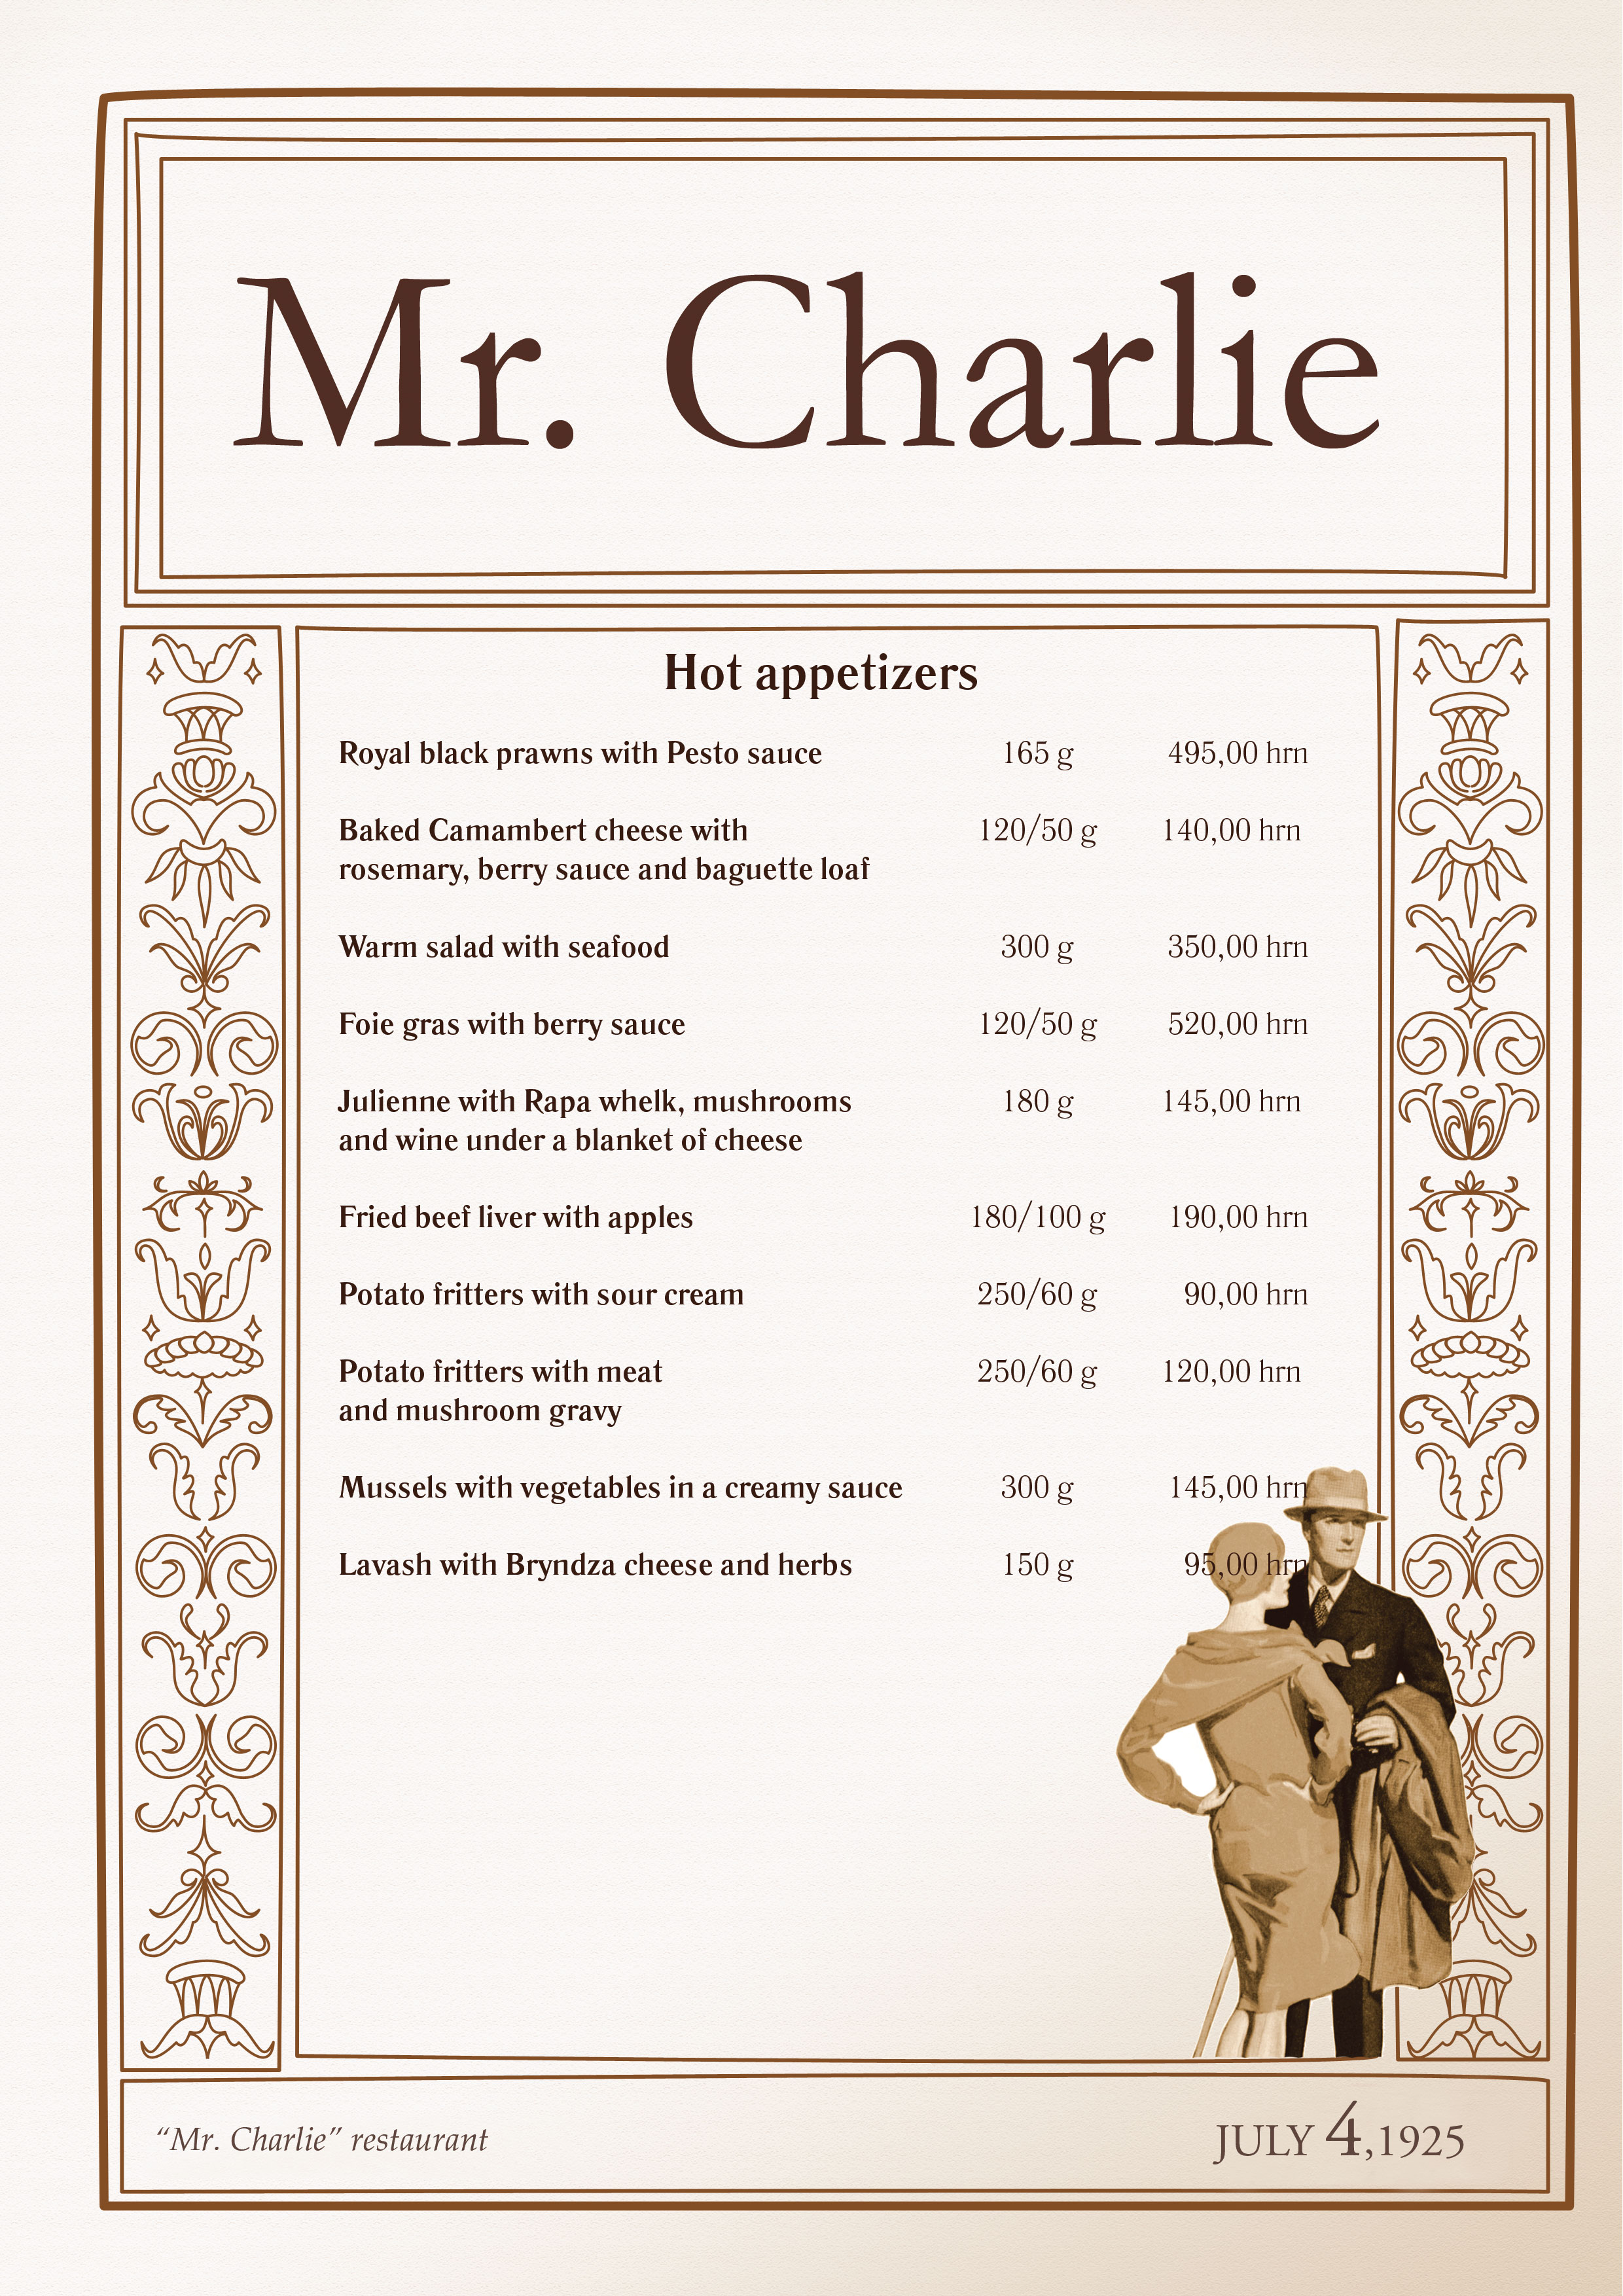 Mr. Charlie
Hot appetizers
Royal black prawns with Pesto sauce 165 g 495,00 hrn
Baked Camambert cheese with 120/50 g 140,00 hrn
rosemary, berry sauce and baguette loaf
Warm salad with seafood 300 g 350,00 hrn
Foie gras with berry sauce 120/50 g 520,00 hrn
Julienne with Rapa whelk, mushrooms 180 g 145,00 hrn
and wine under a blanket of cheese
Fried beef liver with apples 180/100 g 190,00 hrn
Potato fritters with sour cream 250/60 g 90,00 hrn
Potato fritters with meat 250/60 g 120,00 hrn
and mushroom gravy
Mussels with vegetables in a creamy sauce 300 g 145,00 hrn
Lavash with Bryndza cheese and herbs 150 g 95,00 hrn
“Mr. Charlie” restaurant JULY 4,1925